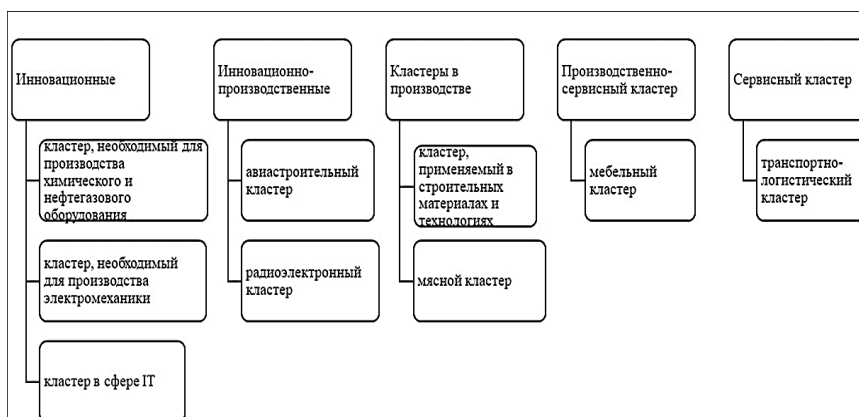 Инновационные
кластер, необходимый для
производства
химического и
нефтегазового
оборудования
кластер, необходимый
для производства
электромеханики
кластер в сфере IT
Инновационно-
производственные
авиастроительный
кластер
радиоэлектронный
кластер
Кластеры в
производстве
кластер,
применяемый в
строительных
материалах и
технологиях
мясной кластер
Производственно-
сервисный кластер
мебельный
кластер
Сервисный кластер
транспортно-
логистический
кластер